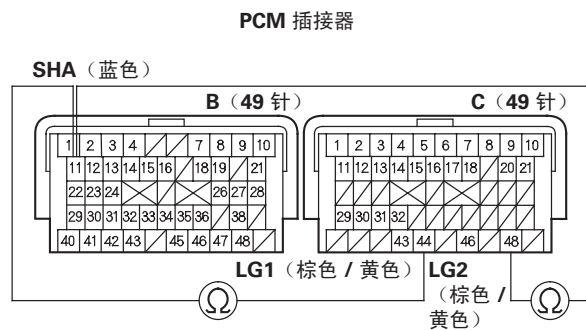 PCM 插接器
SHA（蓝色）
B（49 针）
C（49 针）
1 2 3 4 7 8 9 10
11 12 13 14 15 16 18 19 21
22 23 24 26 27 28
29 30 31 32 33 34 35 36 38
40 41 42 43 45 46 47 48
1 2 3 4 5 6 7 8 9 10
11 12 13 14 15 16 17 18 20 21
29 30 31 32
43 44 46 48
LG1（棕色 / 黄色）
LG2
（棕色 /
黄色）
Ω
Ω